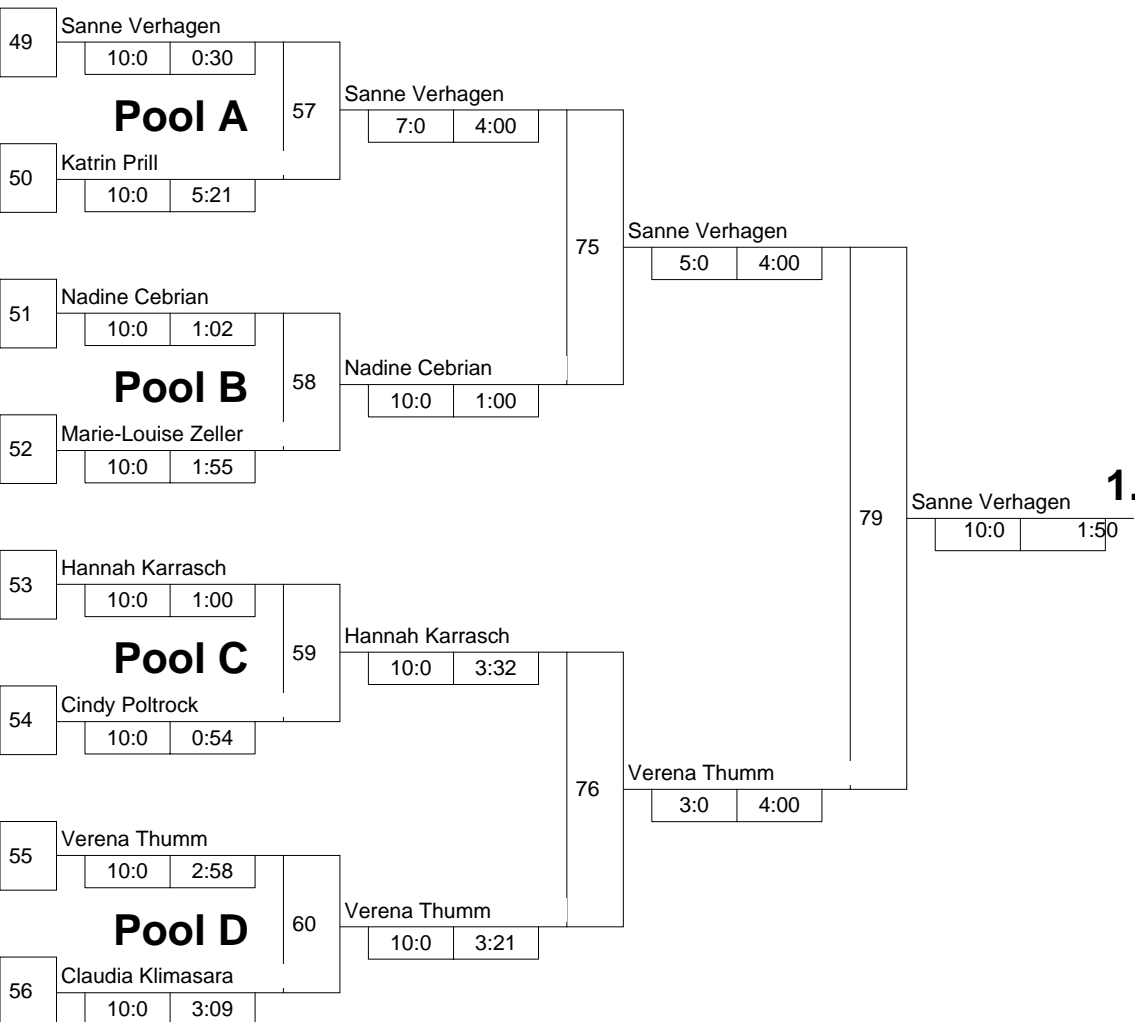 49 Sanne Verhagen
10:0 0:30
Pool A 57 Sanne Verhagen
7:0 4:00
50 Katrin Prill
10:0 5:21
75 Sanne Verhagen
5:0 4:00
51 Nadine Cebrian
10:0 1:02
Pool B 58 Nadine Cebrian
10:0 1:00
52 Marie-Louise Zeller
10:0 1:55
79 Sanne Verhagen 1.
10:0 1:50
53 Hannah Karrasch
10:0 1:00
Pool C 59 Hannah Karrasch
10:0 3:32
54 Cindy Poltrock
10:0 0:54
76 Verena Thumm
3:0 4:00
55 Verena Thumm
10:0 2:58
Pool D 60 Verena Thumm
10:0 3:21
56 Claudia Klimasara
10:0 3:09